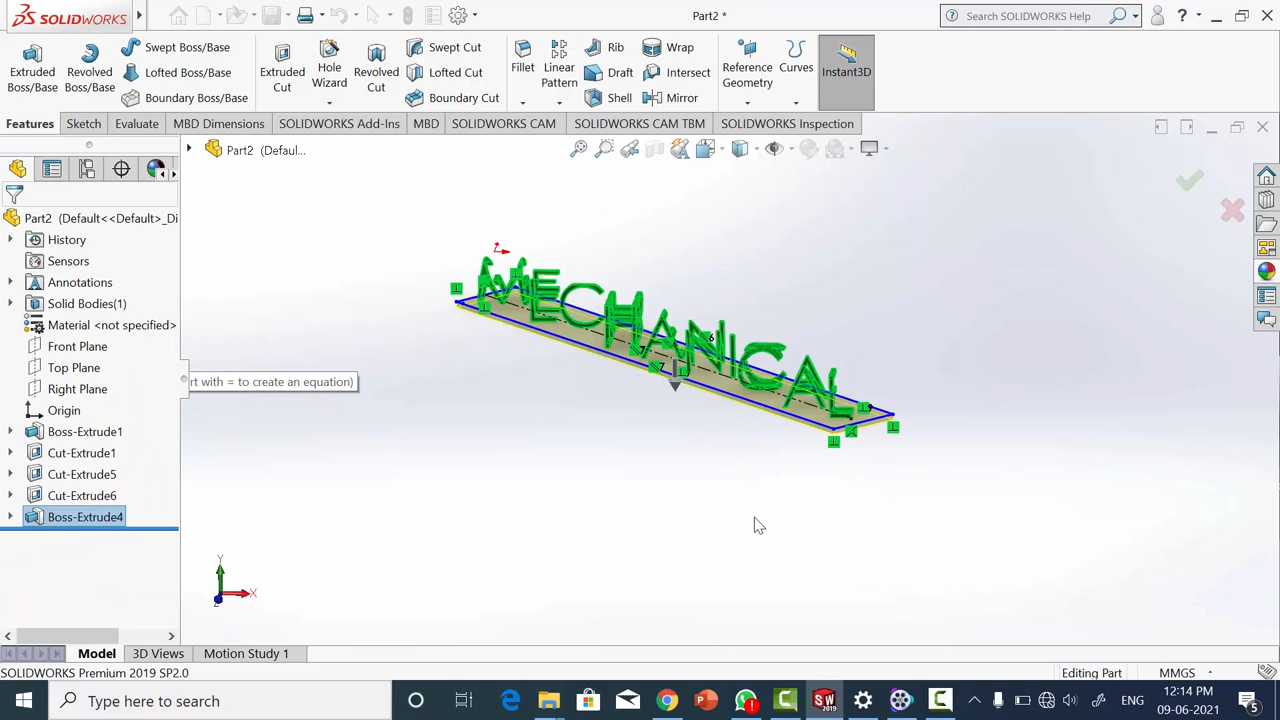 SOLIDWORKS
Part2 *
Search SOLIDWORKS Help
Extruded Boss/Base
Revolved Boss/Base
Swept Boss/Base
Lofted Boss/Base
Boundary Boss/Base
Extruded Cut
Hole Wizard
Revolved Cut
Swept Cut
Lofted Cut
Boundary Cut
Fillet
Linear Pattern
Rib
Draft
Shell
Wrap
Intersect
Mirror
Reference Geometry
Curves
Instant3D
Features Sketch Evaluate MBD Dimensions SOLIDWORKS Add-Ins MBD SOLIDWORKS CAM SOLIDWORKS CAM TBM SOLIDWORKS Inspection
Part2 (Defaul...
Part2 (Default<<Default>_Di
History
Sensors
Annotations
Solid Bodies(1)
Material <not specified>
Front Plane
Top Plane
Right Plane
rt with = to create an equation)
Origin
Boss-Extrude1
Cut-Extrude1
Cut-Extrude5
Cut-Extrude6
Boss-Extrude4
MECHANICAL
Y
X
Z
Model 3D Views Motion Study 1
SOLIDWORKS Premium 2019 SP2.0
Editing Part
MMGS
Type here to search
ENG
12:14 PM
09-06-2021
5